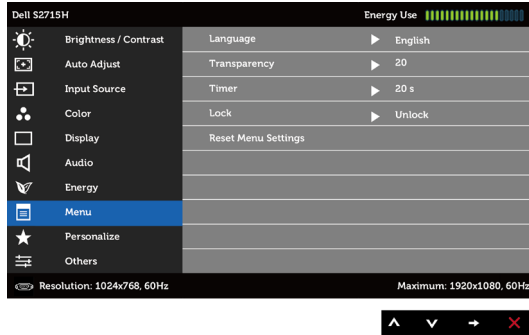 Dell S2715H Energy Use
Brightness / Contrast Language English
Auto Adjust Transparency 20
Input Source Timer 20 s
Color Lock Unlock
Display Reset Menu Settings
Audio
Energy
Menu
Personalize
Others
Resolution: 1024x768, 60Hz Maximum: 1920x1080, 60Hz